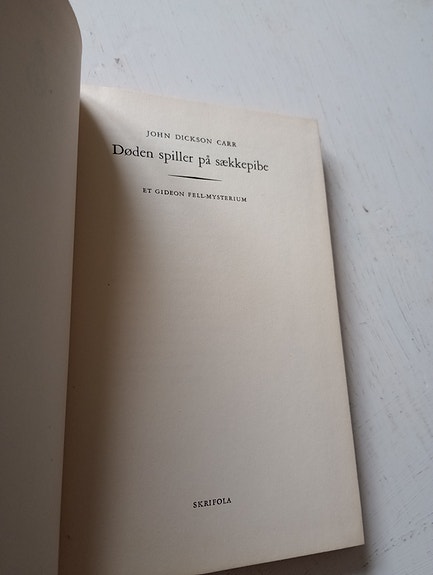 JOHN DICKSON CARR
Døden spiller på sækkepibe
ET GIDEON FELL-MYSTERIUM
SKRIFOLA